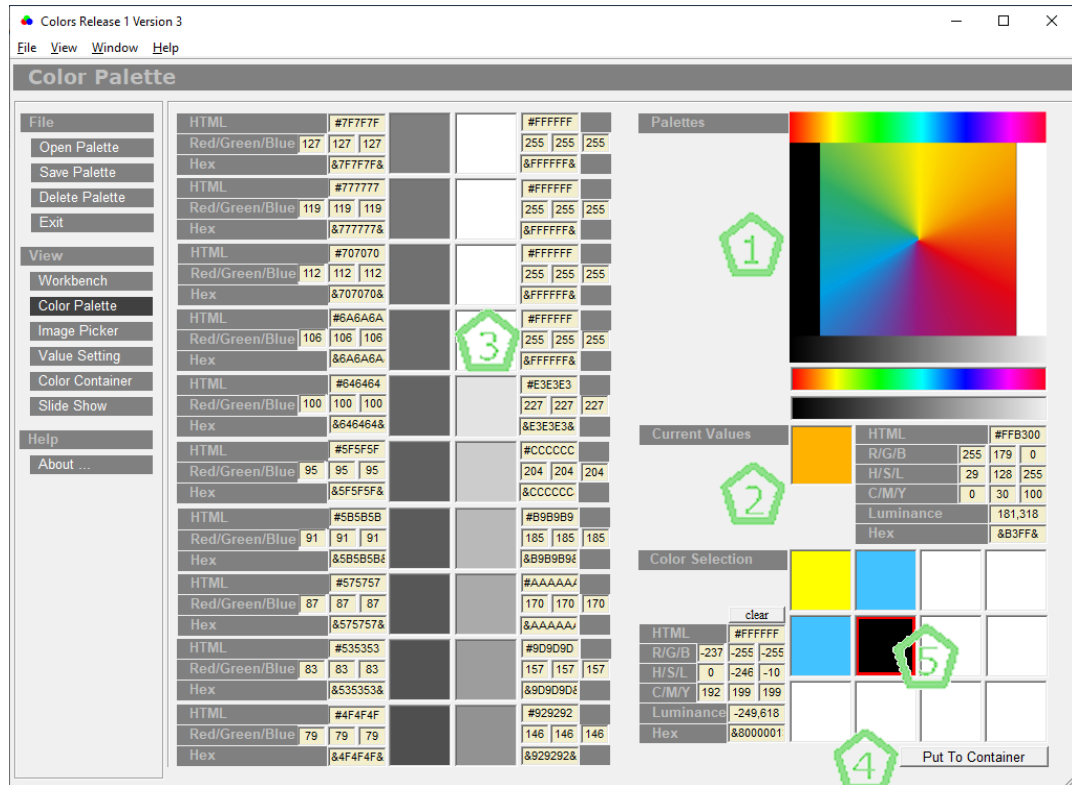 Colors Release 1 Version 3
File View Window Help
Color Palette
File
Open Palette
Save Palette
Delete Palette
Exit
View
Workbench
Color Palette
Image Picker
Value Setting
Color Container
Slide Show
Help
About ...
HTML #7F7F7F #FFFFFF
Red/Green/Blue 127 127 127 255 255 255
Hex &7F7F7F& &FFFFFF&
HTML #777777 #FFFFFF
Red/Green/Blue 119 119 119 255 255 255
Hex &777777& &FFFFFF&
HTML #707070 #FFFFFF
Red/Green/Blue 112 112 112 255 255 255
Hex &707070& &FFFFFF&
HTML #6A6A6A #FFFFFF
Red/Green/Blue 106 106 106 255 255 255
Hex &6A6A6A &FFFFFF&
3
HTML #646464 #E3E3E3
Red/Green/Blue 100 100 100 227 227 227
Hex &646464& &E3E3E3&
HTML #5F5F5F #CCCCCC
Red/Green/Blue 95 95 95 204 204 204
Hex &5F5F5F& &CCCCCC
HTML #5B5B5B #B9B9B9
Red/Green/Blue 91 91 91 185 185 185
Hex &5B5B5B& &B9B9B9&
HTML #575757 #AAAAAA
Red/Green/Blue 87 87 87 170 170 170
Hex &575757& &AAAAAA
HTML #535353 #9D9D9D
Red/Green/Blue 83 83 83 157 157 157
Hex &535353& &9D9D9D&
HTML #4F4F4F #929292
Red/Green/Blue 79 79 79 146 146 146
Hex &4F4F4F& &929292&
Palettes
1
Current Values
2
HTML #FFB300
R/G/B 255 179 0
H/S/L 29 128 255
C/M/Y 0 30 100
Luminance 181,318
Hex &B3FF&
Color Selection
clear
HTML #FFFFFF
R/G/B -237 -255 -255
H/S/L 0 -246 -10
C/M/Y 192 199 199
Luminance -249,618
Hex &8000001
5
4
Put To Container